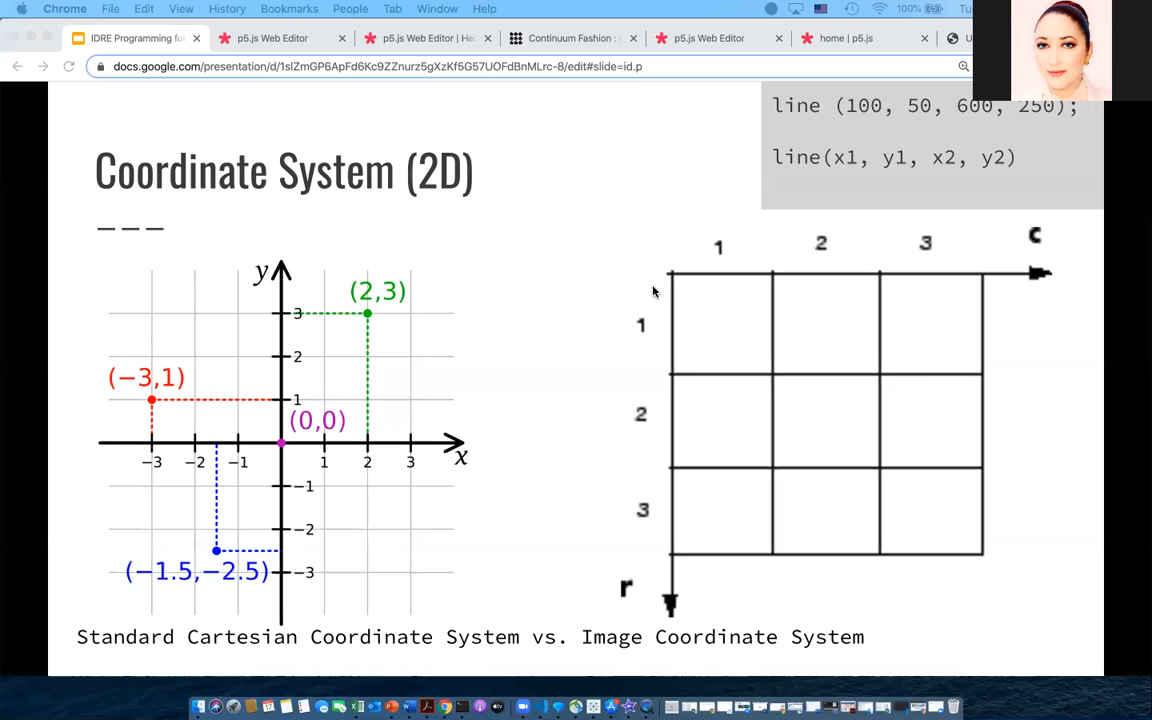 Chrome File Edit View History Bookmarks People Tab Window Help 100% Tu
IDRE Programming fo × p5.js Web Editor × p5.js Web Editor | He × Continuum Fashion : × p5.js Web Editor × home | p5.js × U
docs.google.com/presentation/d/1slZmGP6ApFd6Kc9ZZnurz5gXzKf5G57UOFdBnMLrc-8/edit#slide=id.p
line (100, 50, 600, 250);
line(x1, y1, x2, y2)
Coordinate System (2D)
y
(2,3)
3
2
(−3,1)
1
(0,0)
−3 −2 −1 1 2 3 x
−1
−2
(−1.5,−2.5)
−3
1 2 3 c
1
2
3
r
Standard Cartesian Coordinate System vs. Image Coordinate System